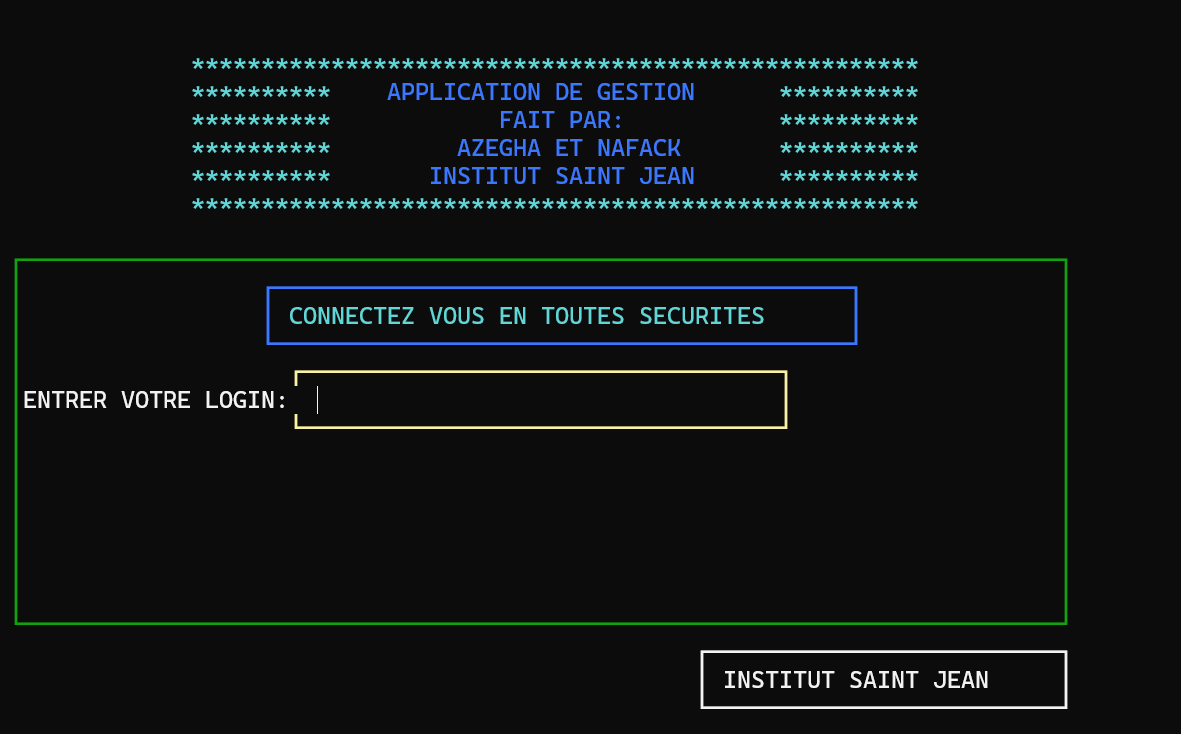 ****************************************************
********** APPLICATION DE GESTION **********
********** FAIT PAR: **********
********** AZEGHA ET NAFACK **********
********** INSTITUT SAINT JEAN **********
****************************************************
CONNECTEZ VOUS EN TOUTES SECURITES
ENTRER VOTRE LOGIN:
INSTITUT SAINT JEAN